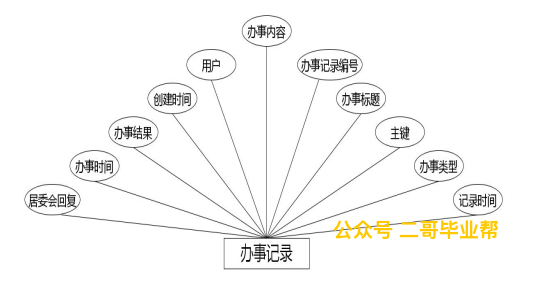 办事内容
用户
办事记录编号
创建时间
办事标题
办事结果
主键
办事时间
办事类型
居委会回复
记录时间
公众号 二哥毕业帮
办事记录